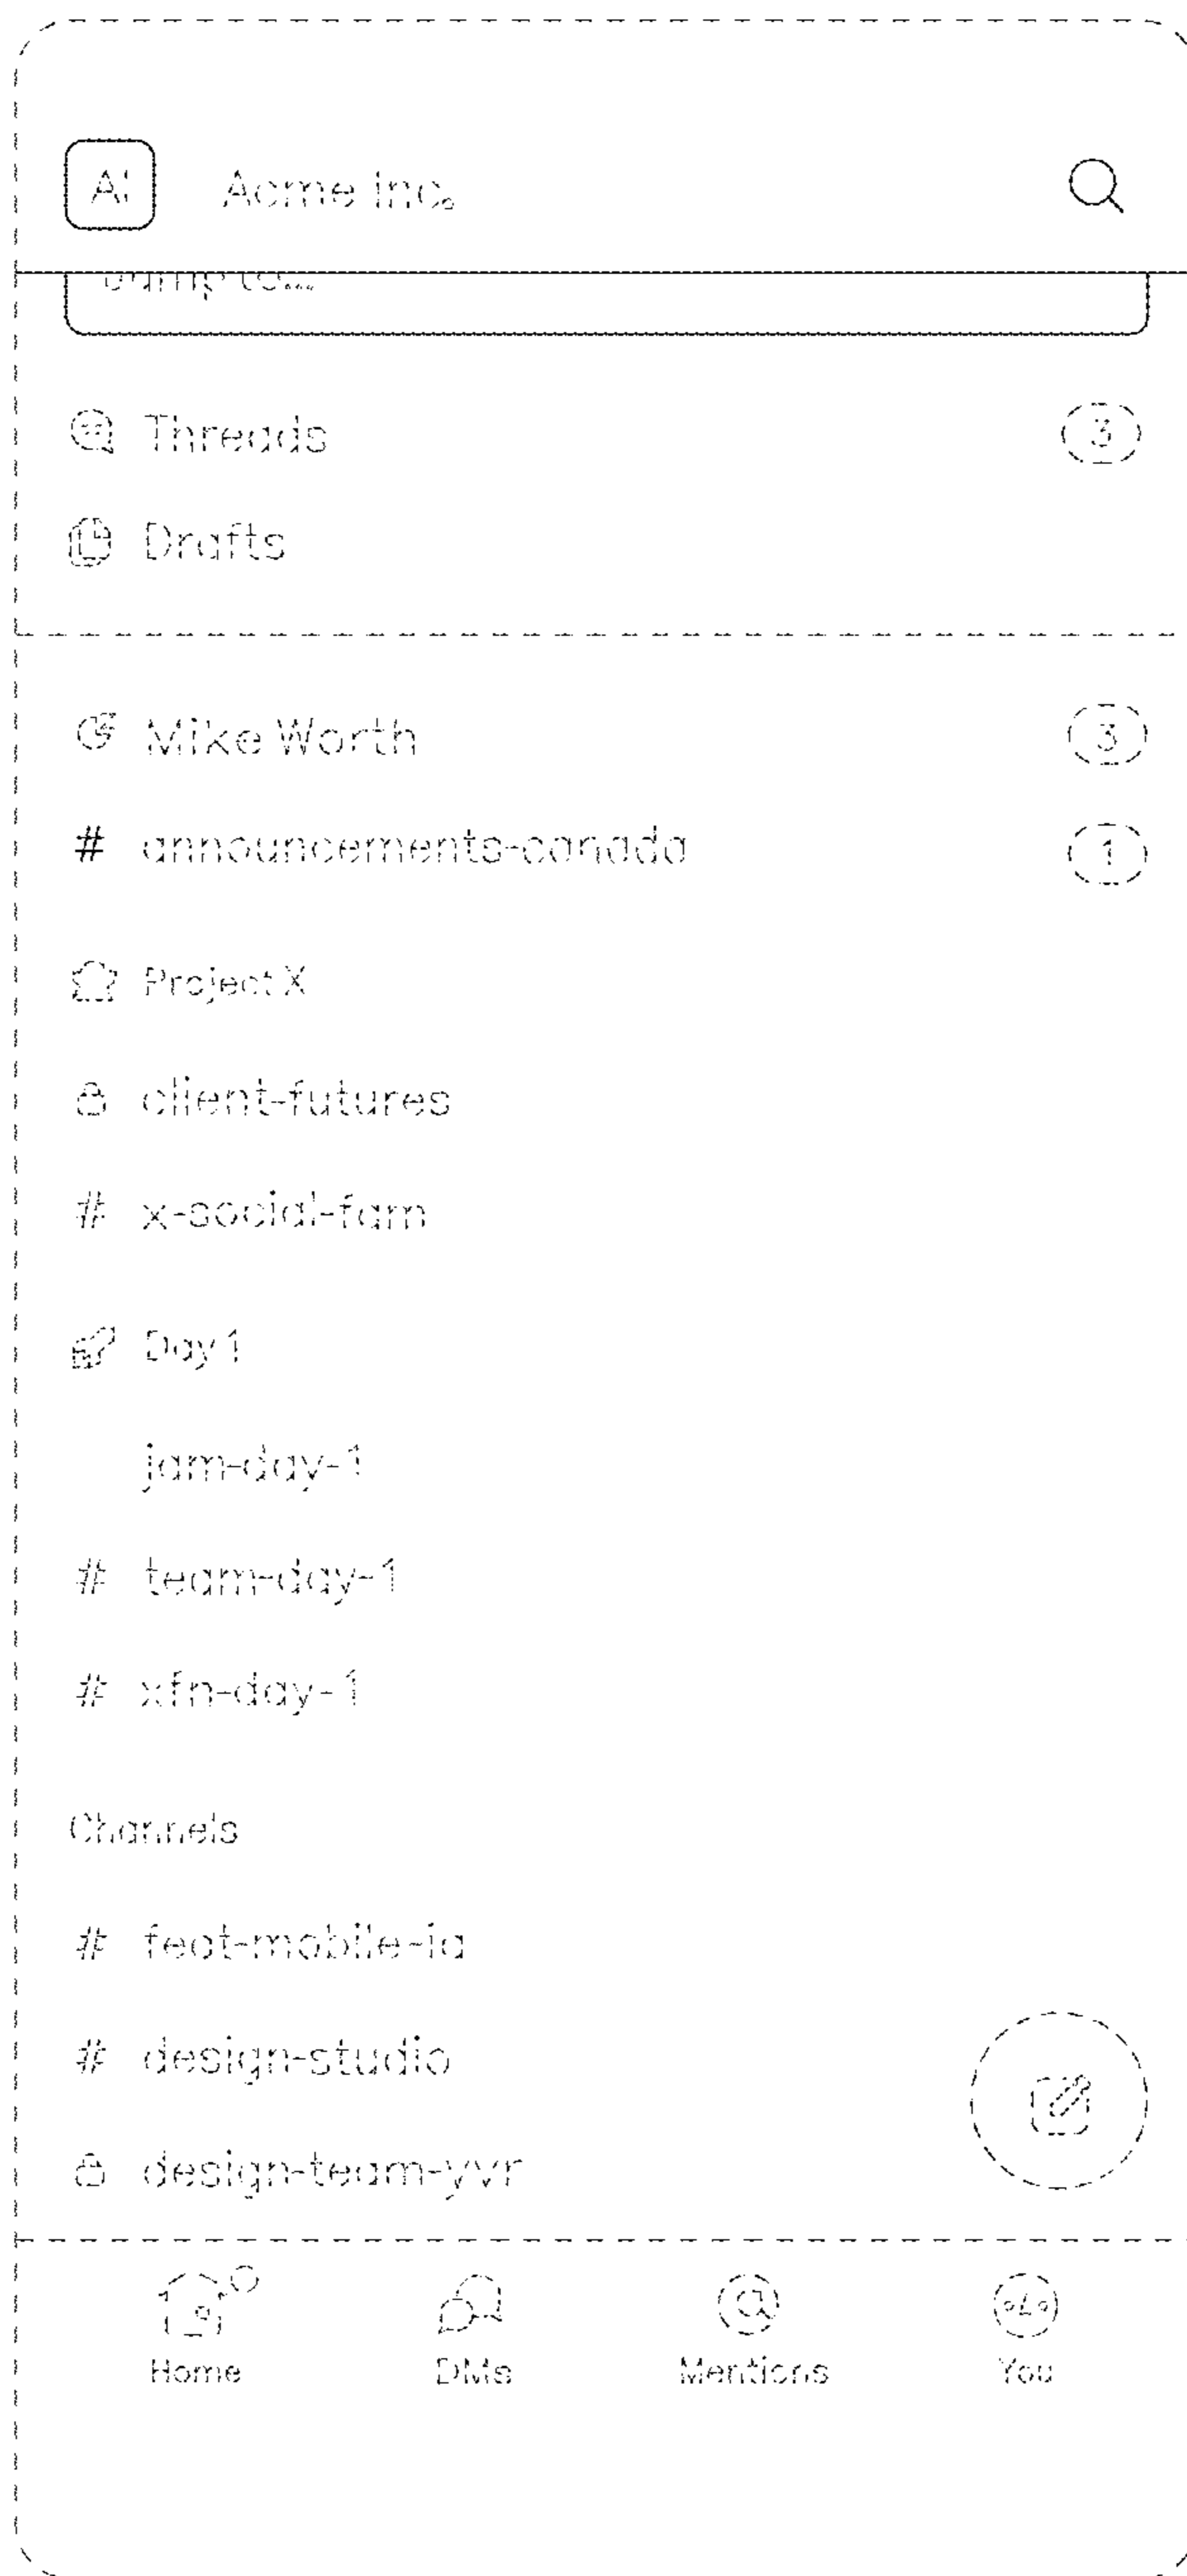 AI Acme Inc.
Jump to...
Threads 3
Drafts
Mike Worth 3
# announcements-canada 1
Project X
client-futures
# x-social-fam
Day 1
jam-day-1
# team-day-1
# xfn-day-1
Channels
# feat-mobile-ia
# design-studio
design-team-yvr
Home DMs Mentions You